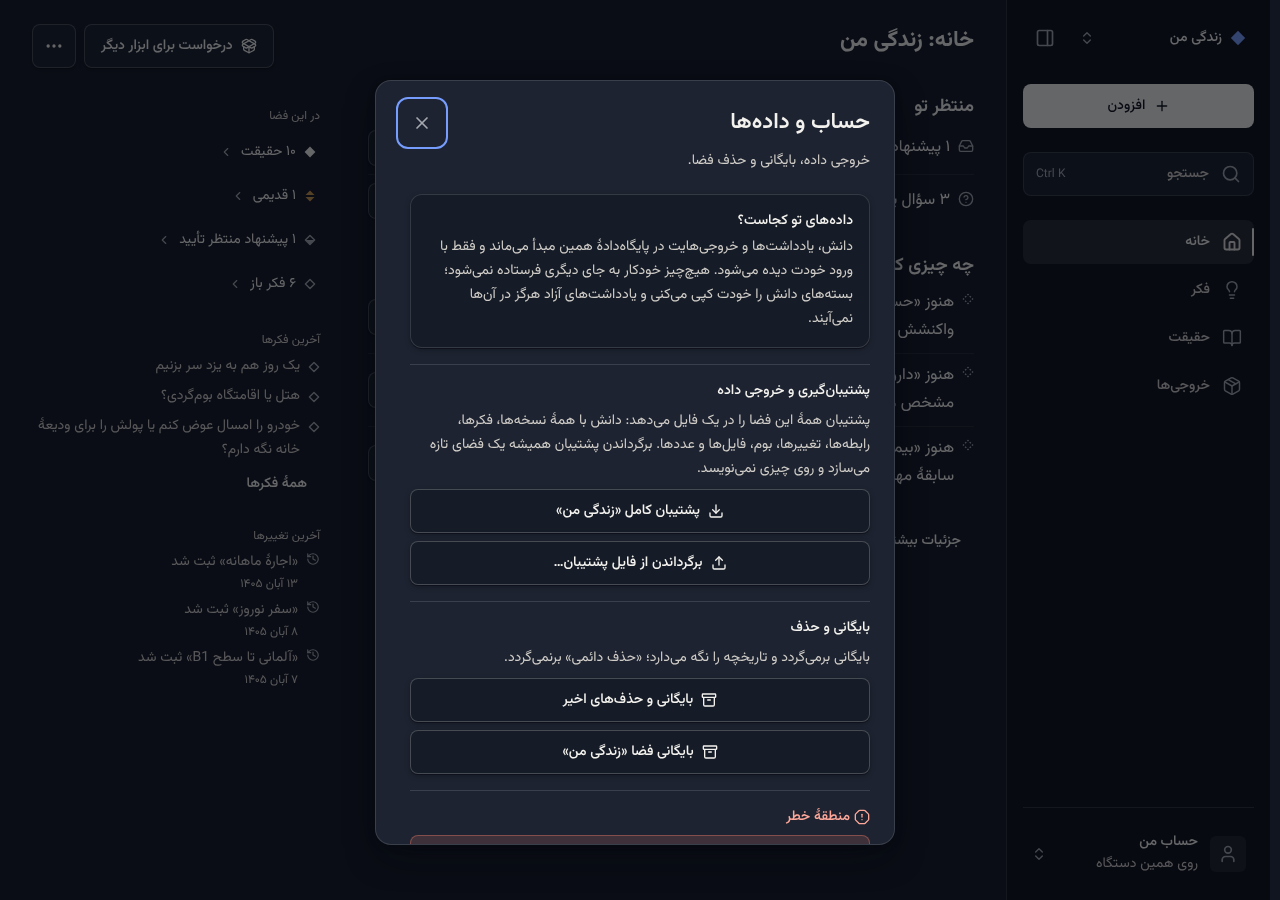 زندگی من
افزودن
جستجو
Ctrl K
خانه
فکر
حقیقت
خروجی‌ها
حساب من
روی همین دستگاه
خانه: زندگی من
درخواست برای ابزار دیگر
منتظر تو
۱ پیشنهاد
۳ سؤال
چه چیزی
هنوز
واکنشش
هنوز
مشخص
هنوز
سابقهٔ
جزئیات
حساب و داده‌ها
خروجی داده، بایگانی و حذف فضا.
داده‌های تو کجاست؟
دانش، یادداشت‌ها و خروجی‌هایت در پایگاه‌دادهٔ همین مبدأ می‌ماند و فقط با
ورود خودت دیده می‌شود. هیچ‌چیز خودکار به جای دیگری فرستاده نمی‌شود؛
بسته‌های دانش را خودت کپی می‌کنی و یادداشت‌های آزاد هرگز در آن‌ها
نمی‌آیند.
پشتیبان‌گیری و خروجی داده
پشتیبان همهٔ این فضا را در یک فایل می‌دهد: دانش با همهٔ نسخه‌ها، فکرها،
رابطه‌ها، تغییرها، بوم، فایل‌ها و عددها. برگرداندن پشتیبان همیشه یک فضای تازه
می‌سازد و روی چیزی نمی‌نویسد.
پشتیبان کامل «زندگی من»
برگرداندن از فایل پشتیبان…
بایگانی و حذف
بایگانی برمی‌گردد و تاریخچه را نگه می‌دارد؛ «حذف دائمی» برنمی‌گردد.
بایگانی و حذف‌های اخیر
بایگانی فضا «زندگی من»
منطقهٔ خطر
در این فضا
۱۰ حقیقت
۱ قدیمی
۱ پیشنهاد منتظر تأیید
۶ فکر باز
آخرین فکرها
یک روز هم به یزد سر بزنیم
هتل یا اقامتگاه بوم‌گردی؟
خودرو را امسال عوض کنم یا پولش را برای ودیعهٔ
خانه نگه دارم؟
همهٔ فکرها
آخرین تغییرها
«اجارهٔ ماهانه» ثبت شد
۱۳ آبان ۱۴۰۵
«سفر نوروز» ثبت شد
۸ آبان ۱۴۰۵
«آلمانی تا سطح B1» ثبت شد
۷ آبان ۱۴۰۵